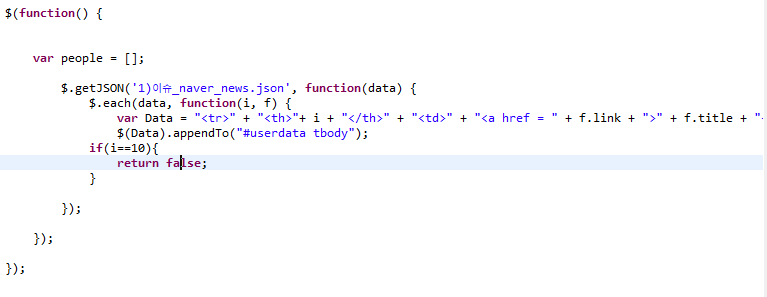 $(function() {
var people = [];
$.getJSON('1)이슈_naver_news.json', function(data) {
$.each(data, function(i, f) {
var Data = "<tr>" + "<th>"+ i + "</th>" + "<td>" + "<a href = " + f.link + ">" + f.title + "
$(Data).appendTo("#userdata tbody");
if(i==10){
return false;
}
});
});
});